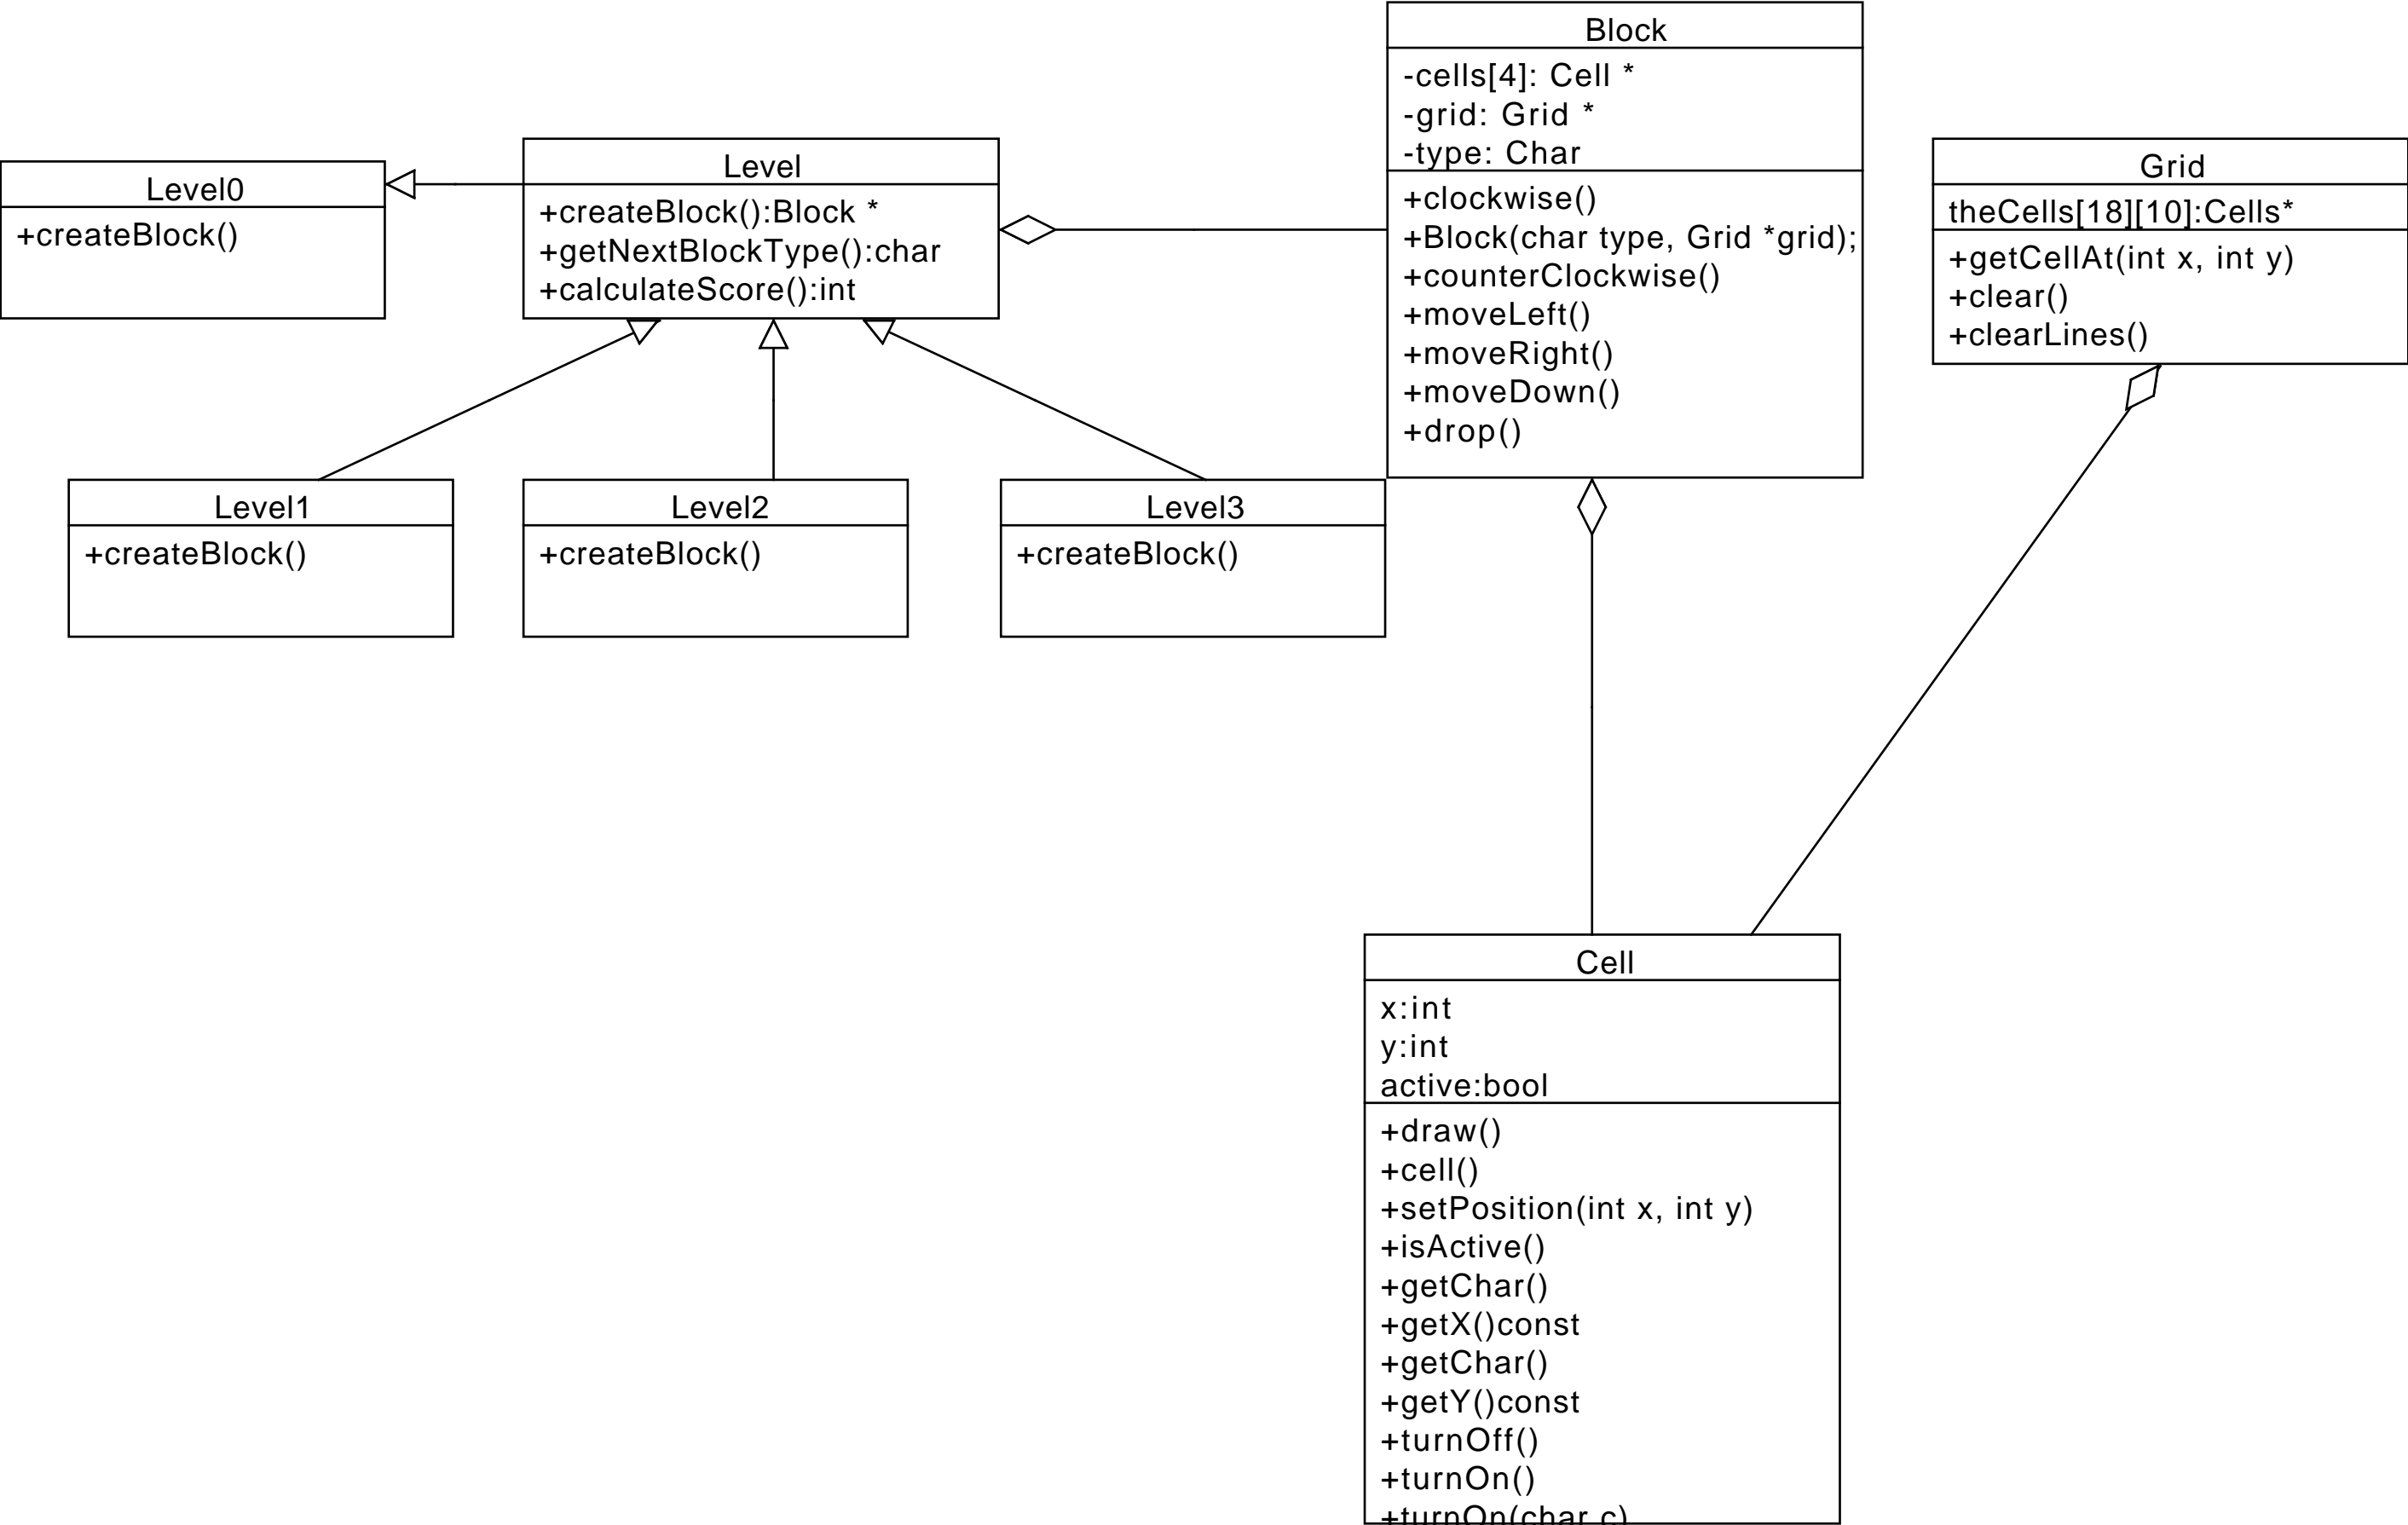 Block
-cells[4]: Cell *
-grid: Grid *
-type: Char
+clockwise()
+Block(char type, Grid *grid);
+counterClockwise()
+moveLeft()
+moveRight()
+moveDown()
+drop()
Level
+createBlock():Block *
+getNextBlockType():char
+calculateScore():int
Grid
theCells[18][10]:Cells*
+getCellAt(int x, int y)
+clear()
+clearLines()
Level0
+createBlock()
Level1
+createBlock()
Level2
+createBlock()
Level3
+createBlock()
Cell
x:int
y:int
active:bool
+draw()
+cell()
+setPosition(int x, int y)
+isActive()
+getChar()
+getX()const
+getChar()
+getY()const
+turnOff()
+turnOn()
+turnOn(char c)